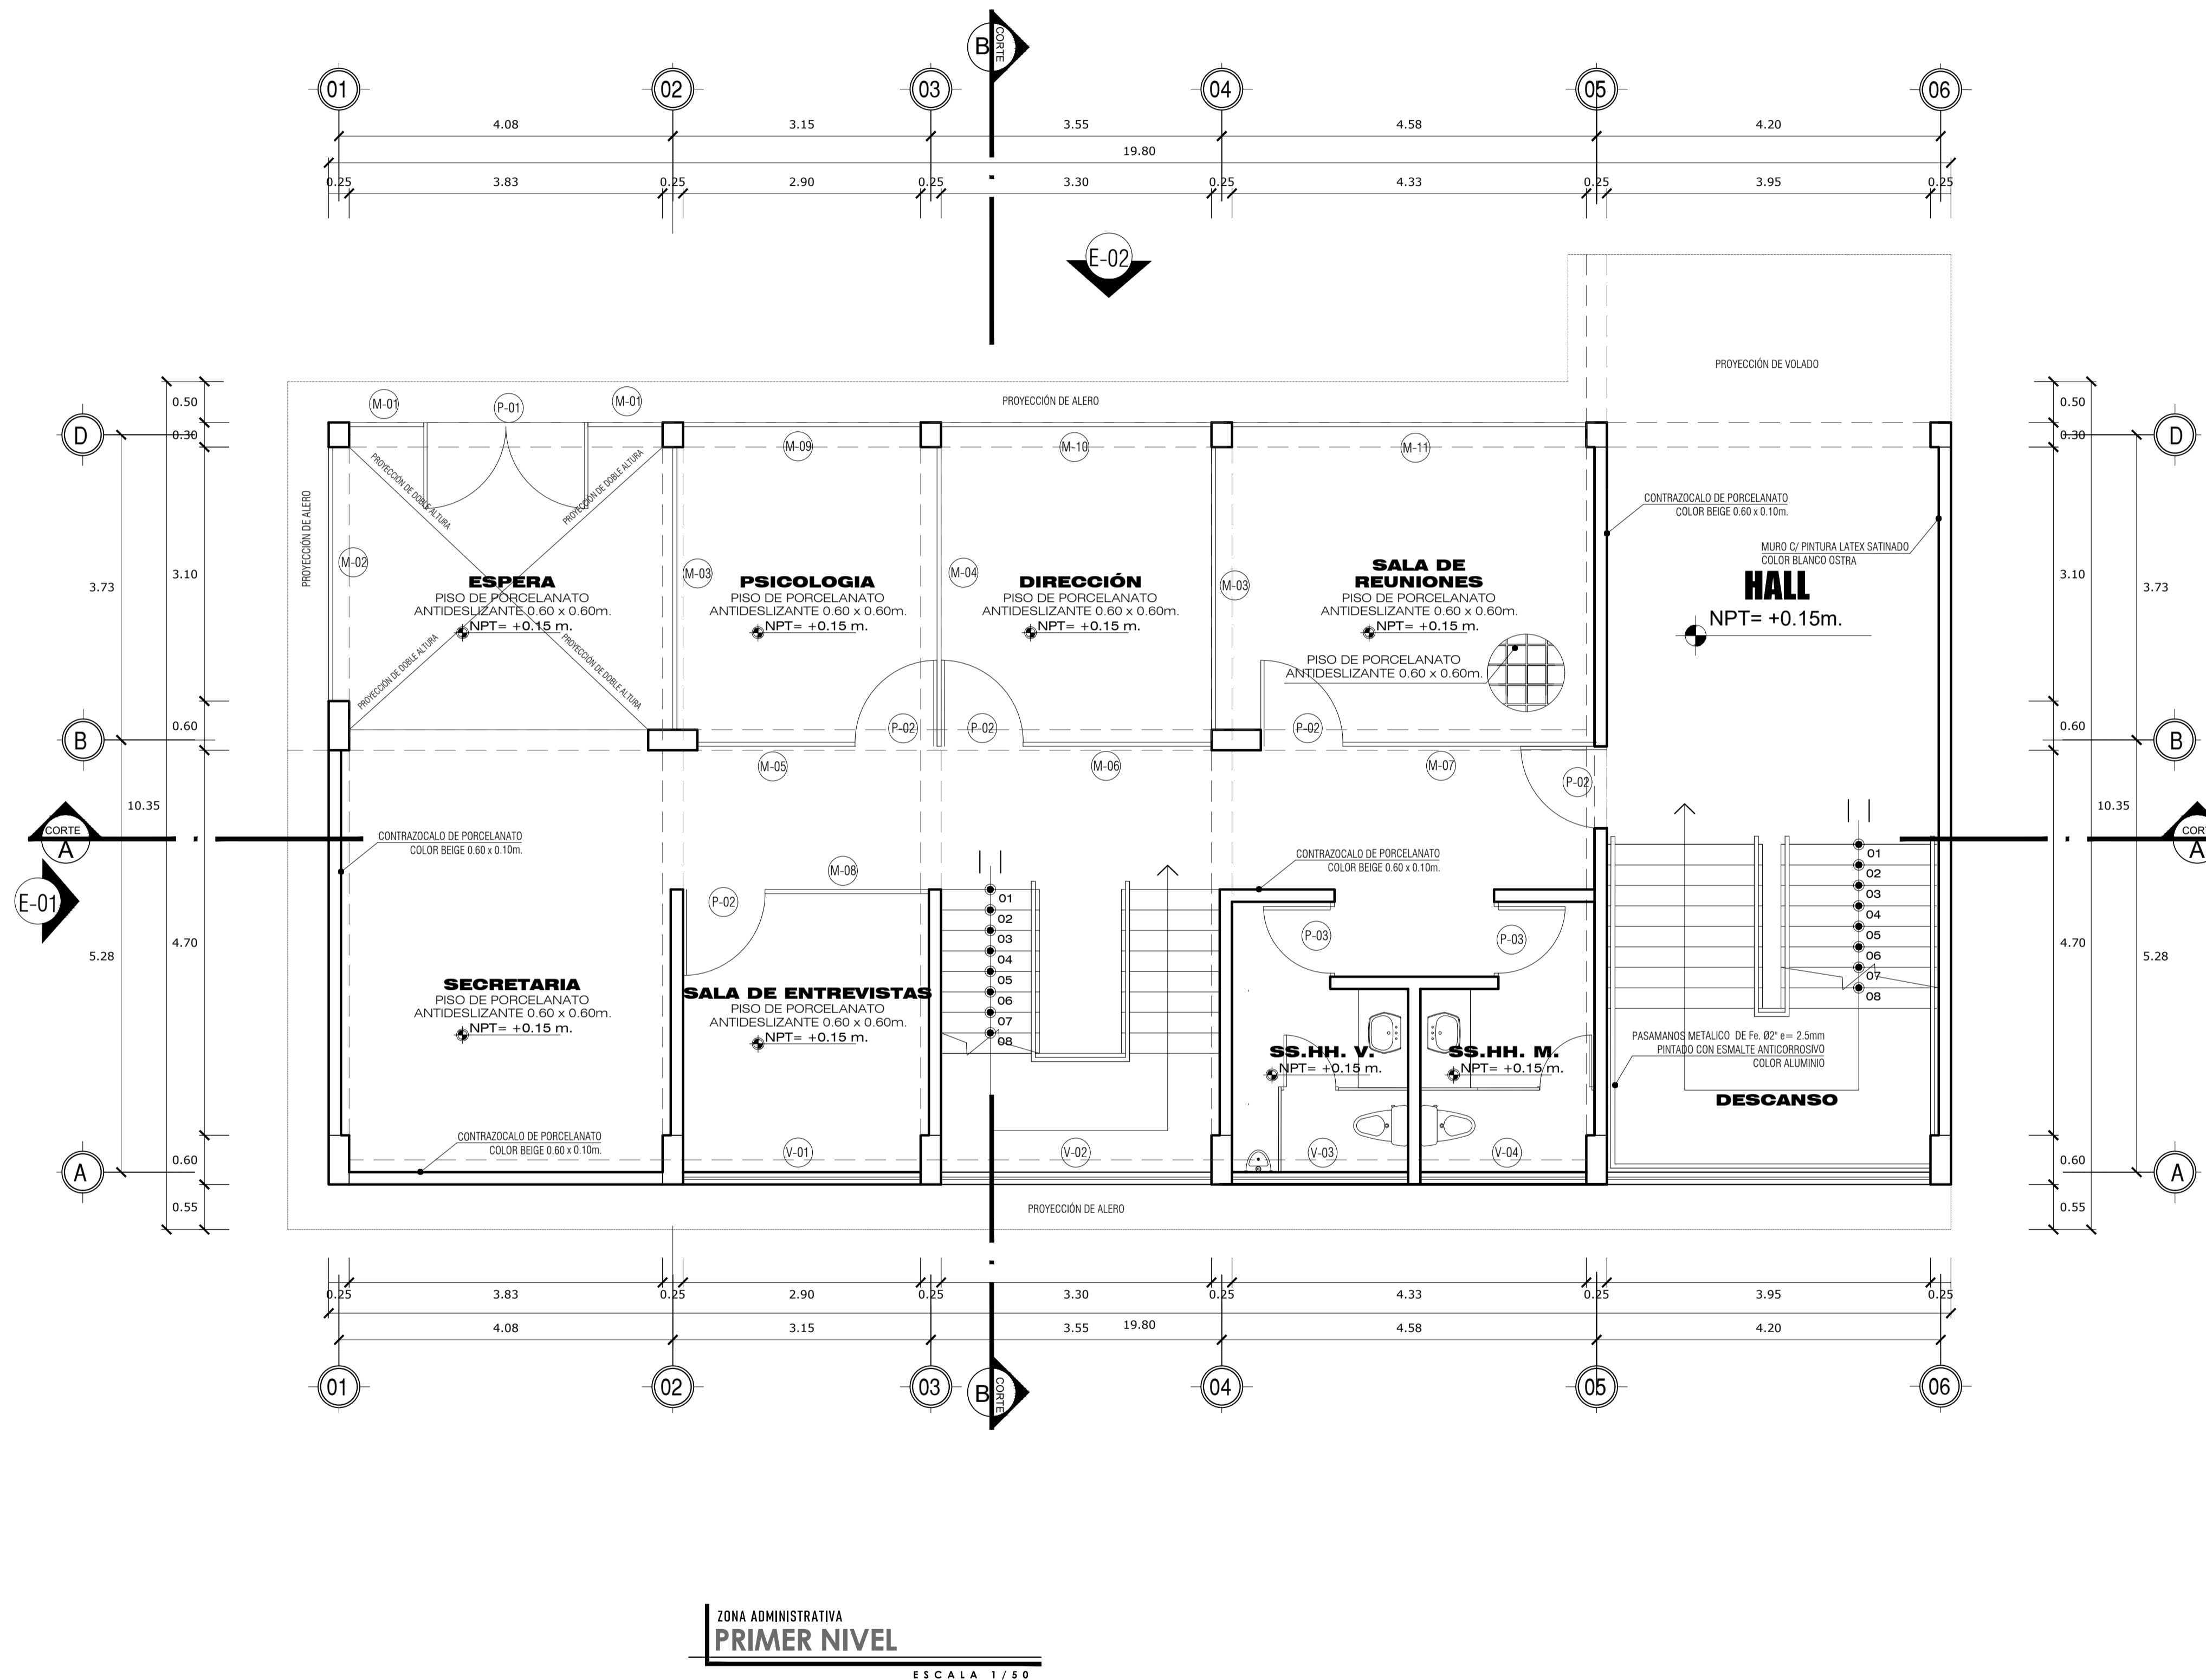 B
CORTE
01
02
03
04
05
06
4.08
3.15
3.55
4.58
4.20
19.80
0.25
3.83
0.25
2.90
0.25
3.30
0.25
4.33
0.25
3.95
0.25
E-02
PROYECCIÓN DE VOLADO
0.50
M-01
P-01
M-01
PROYECCIÓN DE ALERO
0.50
D
0.30
0.30
D
M-09
M-10
M-11
PROYECCIÓN DE DOBLE ALTURA
PROYECCIÓN DE DOBLE ALTURA
PROYECCIÓN DE ALERO
CONTRAZOCALO DE PORCELANATO
COLOR BEIGE 0.60 x 0.10m.
MURO C/ PINTURA LATEX SATINADO
COLOR BLANCO OSTRA
M-02
M-03
M-04
M-03
3.73
3.10
3.10
3.73
ESPERA
PISO DE PORCELANATO
ANTIDESLIZANTE 0.60 x 0.60m.
NPT= +0.15 m.
PSICOLOGIA
PISO DE PORCELANATO
ANTIDESLIZANTE 0.60 x 0.60m.
NPT= +0.15 m.
DIRECCIÓN
PISO DE PORCELANATO
ANTIDESLIZANTE 0.60 x 0.60m.
NPT= +0.15 m.
SALA DE
REUNIONES
PISO DE PORCELANATO
ANTIDESLIZANTE 0.60 x 0.60m.
NPT= +0.15 m.
PISO DE PORCELANATO
ANTIDESLIZANTE 0.60 x 0.60m.
HALL
NPT= +0.15m.
PROYECCIÓN DE DOBLE ALTURA
PROYECCIÓN DE DOBLE ALTURA
B
0.60
P-02
P-02
P-02
0.60
B
M-05
M-06
M-07
P-02
10.35
10.35
CORTE
A
CONTRAZOCALO DE PORCELANATO
COLOR BEIGE 0.60 x 0.10m.
CONTRAZOCALO DE PORCELANATO
COLOR BEIGE 0.60 x 0.10m.
COR
A
E-01
M-08
P-02
01
02
03
04
05
06
07
08
P-03
P-03
01
02
03
04
05
06
07
08
5.28
4.70
4.70
5.28
SECRETARIA
PISO DE PORCELANATO
ANTIDESLIZANTE 0.60 x 0.60m.
NPT= +0.15 m.
SALA DE ENTREVISTAS
PISO DE PORCELANATO
ANTIDESLIZANTE 0.60 x 0.60m.
NPT= +0.15 m.
SS.HH. V.
NPT= +0.15 m.
SS.HH. M.
NPT= +0.15 m.
PASAMANOS METALICO DE Fe. Ø2" e= 2.5mm
PINTADO CON ESMALTE ANTICORROSIVO
COLOR ALUMINIO
DESCANSO
CONTRAZOCALO DE PORCELANATO
COLOR BEIGE 0.60 x 0.10m.
V-01
V-02
V-03
V-04
A
0.60
0.60
A
0.55
PROYECCIÓN DE ALERO
0.55
0.25
3.83
0.25
2.90
0.25
3.30
0.25
4.33
0.25
3.95
0.25
4.08
3.15
3.55
19.80
4.58
4.20
01
02
03
B
CORTE
04
05
06
ZONA ADMINISTRATIVA
PRIMER NIVEL
ESCALA 1/50